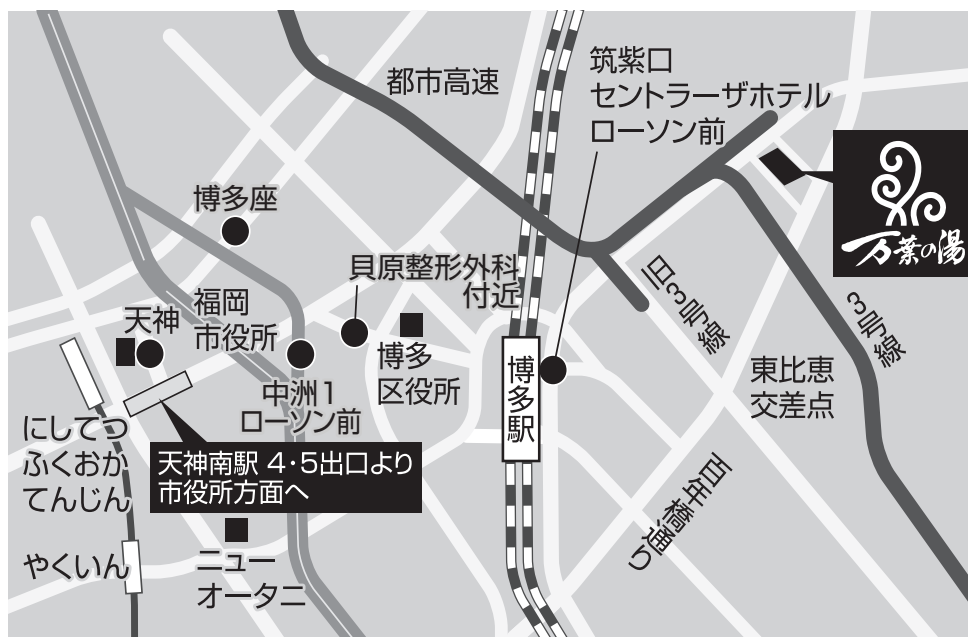 都市高速
筑紫口
セントラーザホテル
ローソン前
万葉の湯
博多座
貝原整形外科
付近
旧3号線
3号線
天神
福岡
市役所
博多
区役所
博多駅
東比恵
交差点
中洲1
ローソン前
にしてつ
ふくおか
てんじん
天神南駅 4・5出口より
市役所方面へ
百年橋通り
やくいん
ニュー
オータニ